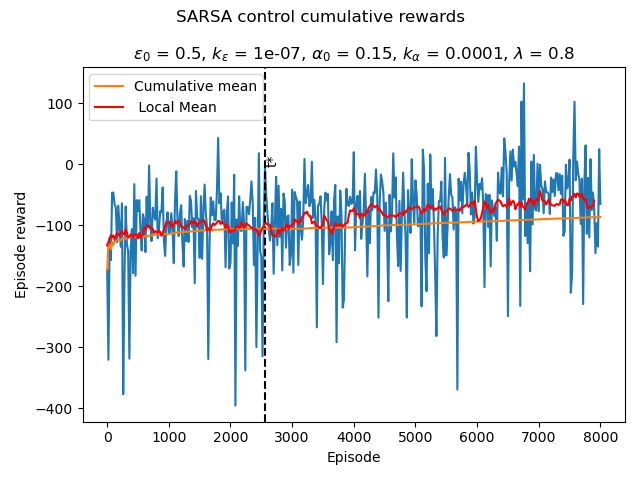 SARSA control cumulative rewards
ε₀ = 0.5, kε = 1e-07, α₀ = 0.15, kα = 0.0001, λ = 0.8
Cumulative mean
Local Mean
t*
Episode reward
100
0
−100
−200
−300
−400
0 1000 2000 3000 4000 5000 6000 7000 8000
Episode